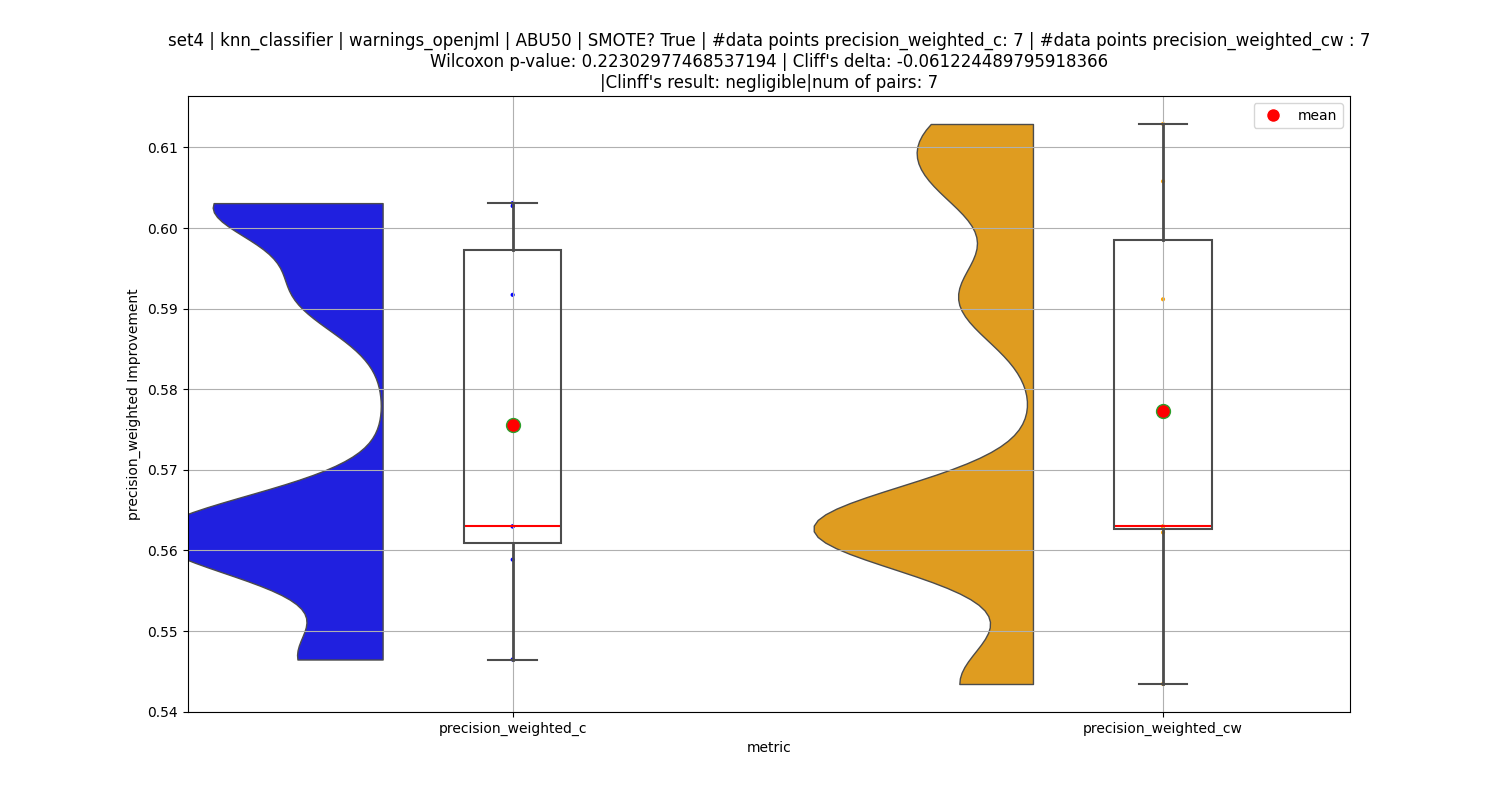 set4 | knn_classifier | warnings_openjml | ABU50 | SMOTE? True | #data points precision_weighted_c: 7 | #data points precision_weighted_cw : 7
Wilcoxon p-value: 0.22302977468537194 | Cliff's delta: -0.061224489795918366
|Clinff's result: negligible|num of pairs: 7
mean
0.61
0.60
0.59
0.58
0.57
0.56
0.55
0.54
precision_weighted Improvement
precision_weighted_c
precision_weighted_cw
metric